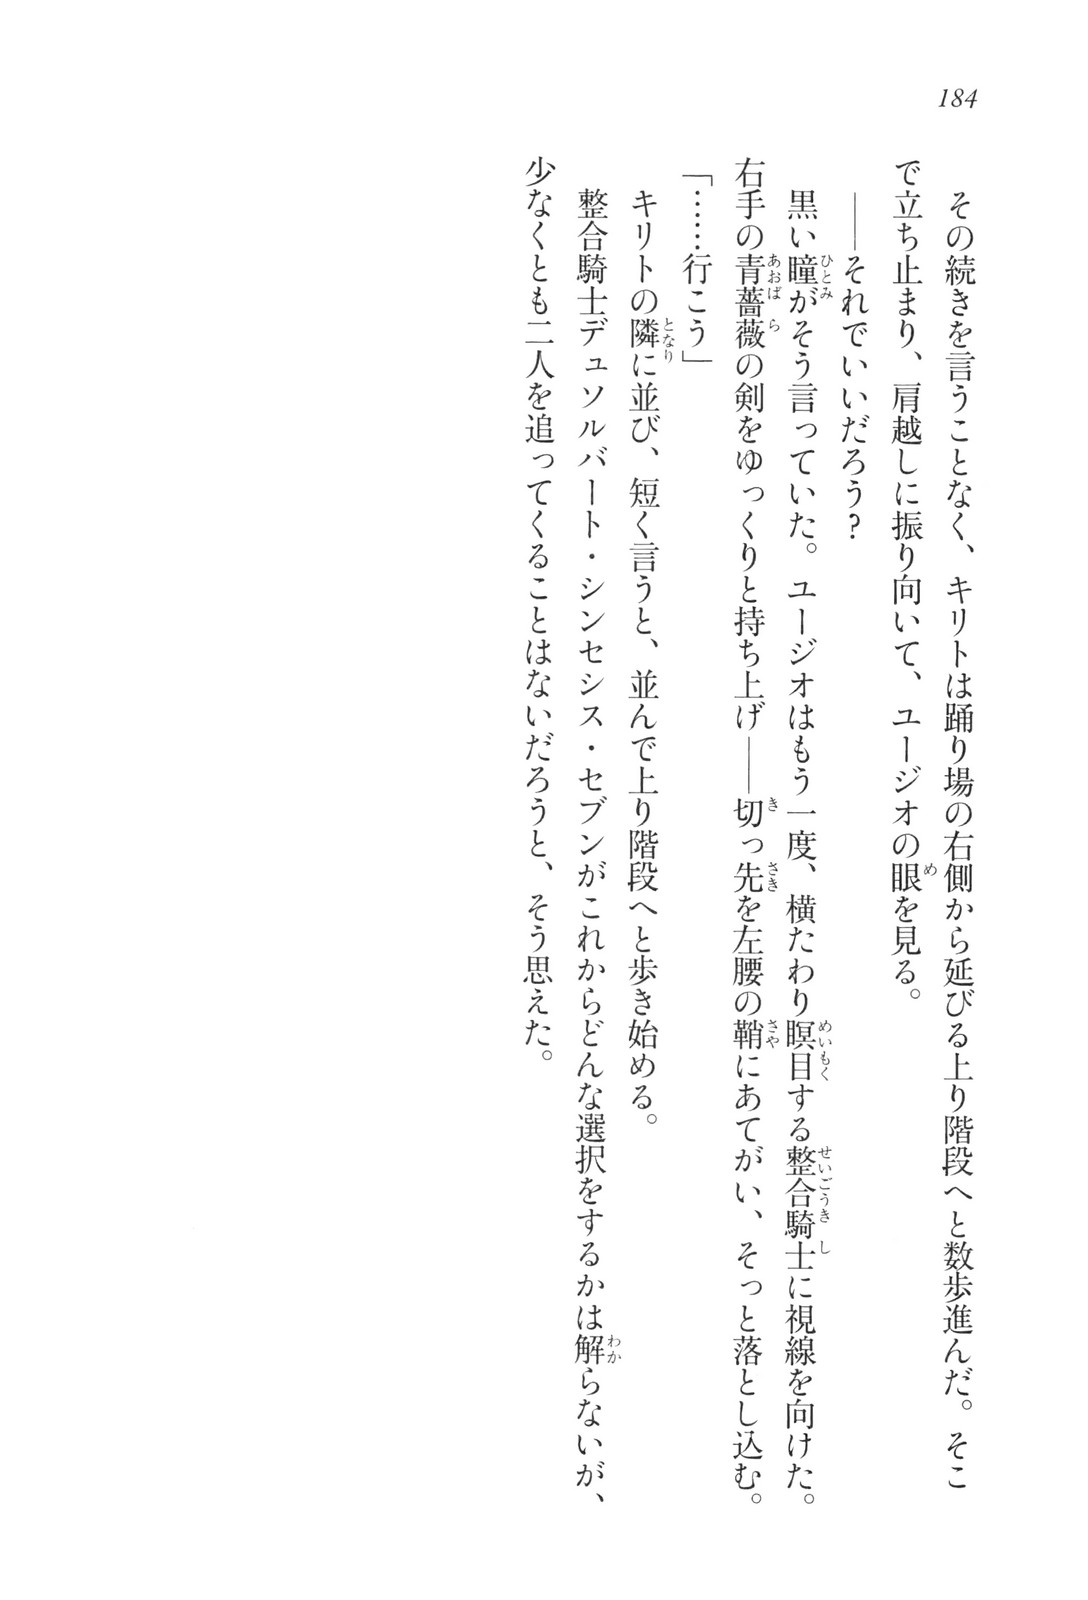 184
　その続きを言うことなく、キリトは踊り場の右側から延びる上り階段へと数歩進んだ。そこ
で立ち止まり、肩越しに振り向いて、ユージオの眼を見る。
　――それでいいだろう？
　黒い瞳がそう言っていた。ユージオはもう一度、横たわり瞑目する整合騎士に視線を向けた。
右手の青薔薇の剣をゆっくりと持ち上げ――切っ先を左腰の鞘にあてがい、そっと落とし込む。
「……行こう」
　キリトの隣に並び、短く言うと、並んで上り階段へと歩き始める。
　整合騎士デュソルバート・シンセシス・セブンがこれからどんな選択をするかは解らないが、
少なくとも二人を追ってくることはないだろうと、そう思えた。